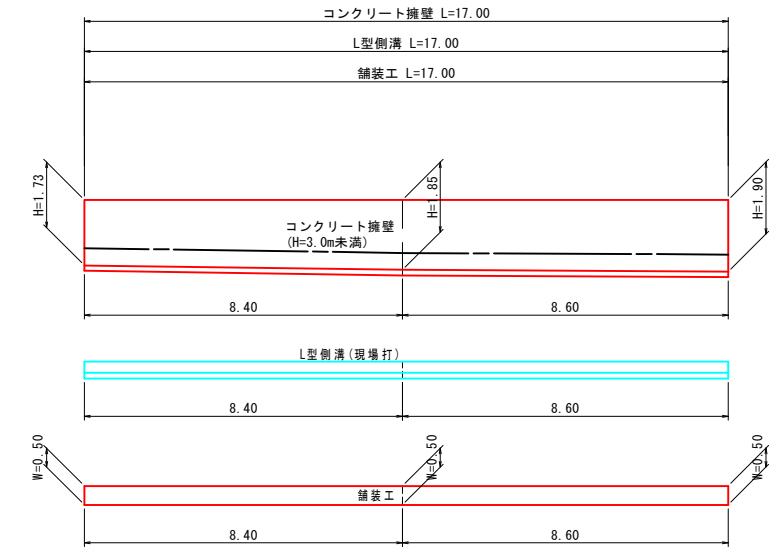 コンクリート擁壁 L=17.00
L型側溝 L=17.00
舗装工 L=17.00
H=1.73
H=1.85
H=1.90
コンクリート擁壁
(H=3.0m未満)
8.40
8.60
L型側溝(現場打)
8.40
8.60
W=0.50
W=0.50
W=0.50
舗装工
8.40
8.60